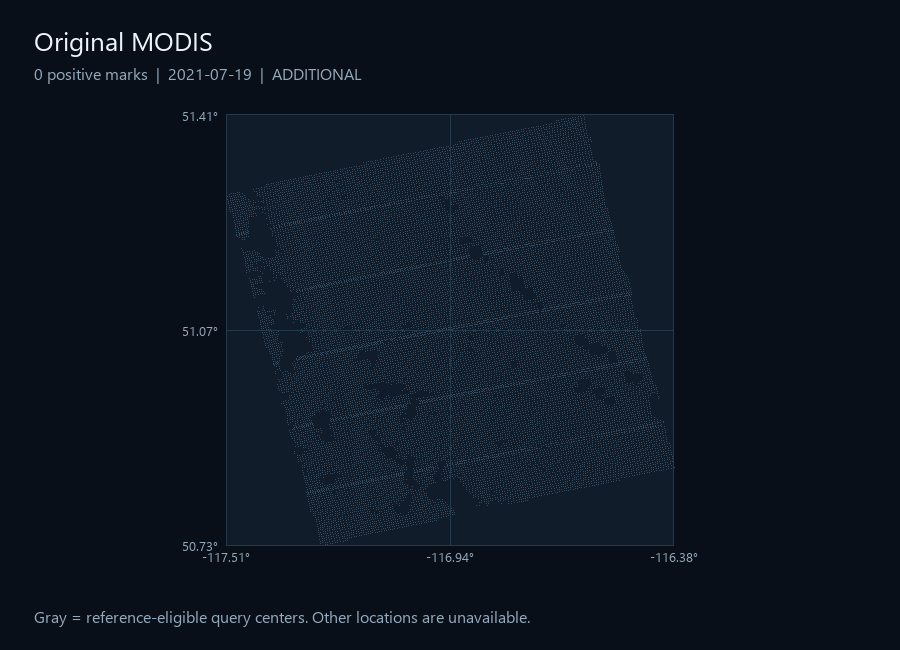 Original MODIS
0 positive marks | 2021-07-19 | ADDITIONAL
51.41°
51.07°
50.73°
-117.51° -116.94° -116.38°
Gray = reference-eligible query centers. Other locations are unavailable.